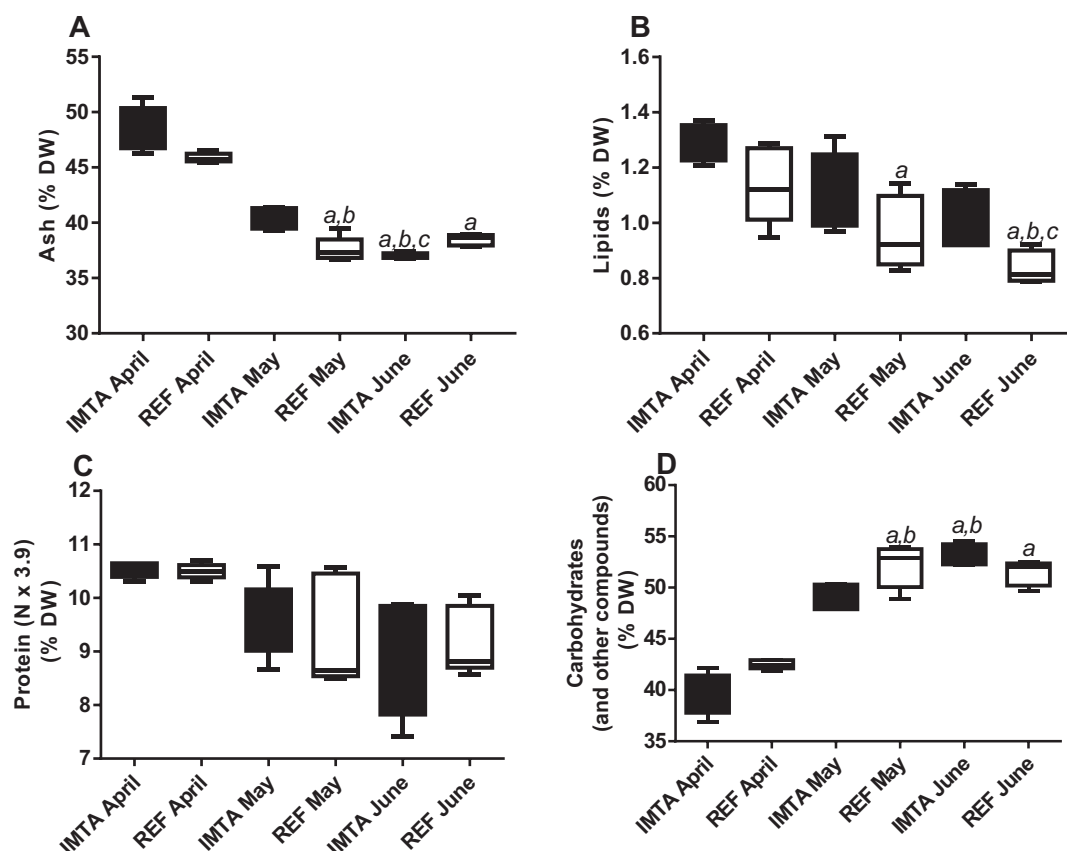 A
Ash (% DW)
55
50
45
40
35
30
a,b
a,b,c
a
IMTA April
REF April
IMTA May
REF May
IMTA June
REF June
B
Lipids (% DW)
1.6
1.4
1.2
1.0
0.8
0.6
a
a,b,c
IMTA April
REF April
IMTA May
REF May
IMTA June
REF June
C
Protein (N x 3.9)
(% DW)
12
11
10
9
8
7
IMTA April
REF April
IMTA May
REF May
IMTA June
REF June
D
Carbohydrates
(and other compounds)
(% DW)
60
55
50
45
40
35
a,b
a,b
a
IMTA April
REF April
IMTA May
REF May
IMTA June
REF June